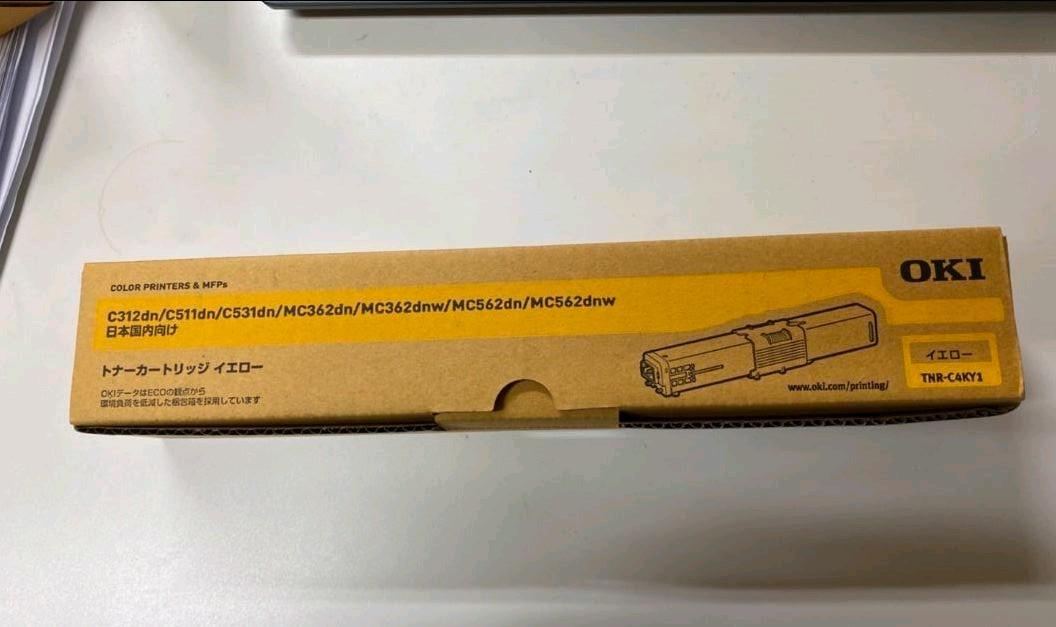 COLOR PRINTERS & MFPs
OKI
C312dn/C511dn/C531dn/MC362dn/MC362dnw/MC562dn/MC562dnw
日本国内向け
トナーカートリッジ イエロー
OKIデータはECOの観点から
環境負荷を低減した梱包箱を採用しています
www.oki.com/printing/
イエロー
TNR-C4KY1